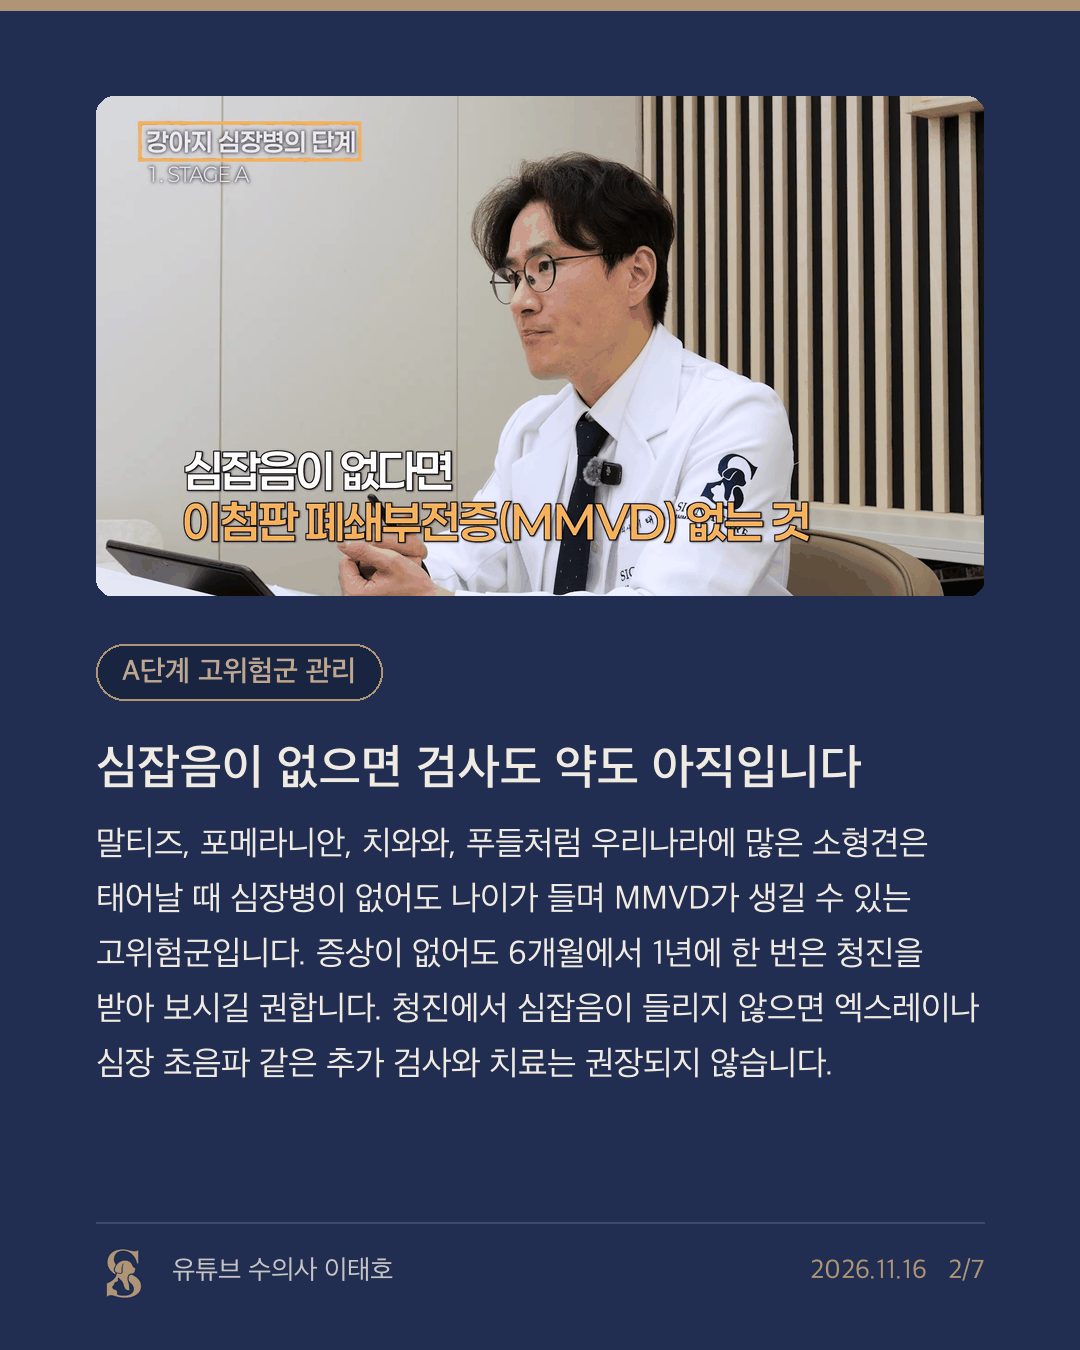 강아지 심장병의 단계
1. STAGE A
심잡음이 없다면
이첨판 폐쇄부전증(MMVD) 없는 것
A단계 고위험군 관리
심잡음이 없으면 검사도 약도 아직입니다
말티즈, 포메라니안, 치와와, 푸들처럼 우리나라에 많은 소형견은
태어날 때 심장병이 없어도 나이가 들며 MMVD가 생길 수 있는
고위험군입니다. 증상이 없어도 6개월에서 1년에 한 번은 청진을
받아 보시길 권합니다. 청진에서 심잡음이 들리지 않으면 엑스레이나
심장 초음파 같은 추가 검사와 치료는 권장되지 않습니다.
유튜브 수의사 이태호
2026.11.16 2/7